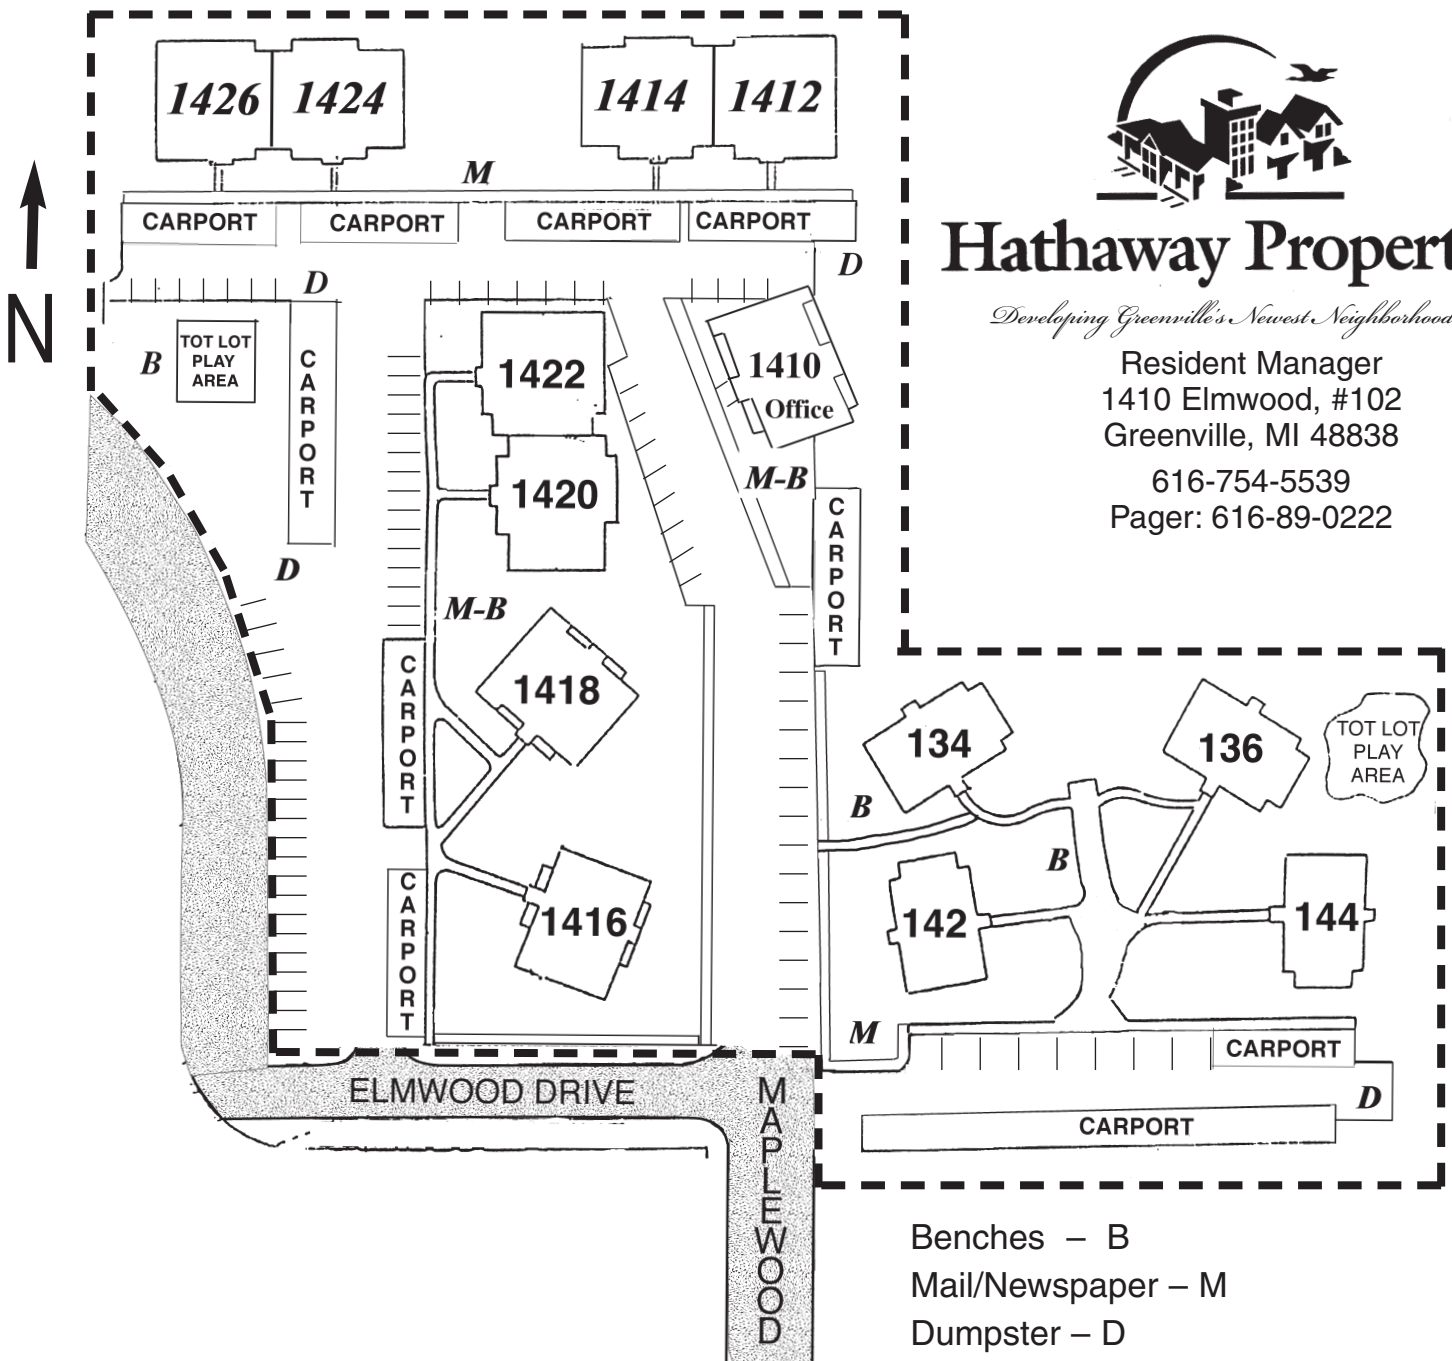 1426 1424 1414 1412
M
CARPORT CARPORT CARPORT CARPORT
D
D
N
B
TOT LOT
PLAY
AREA
CARPORT
D
1422
1420
M-B
1410
Office
M-B
CARPORT
CARPORT
1418
CARPORT
1416
134
136
TOT LOT
PLAY
AREA
B
B
142
144
M
CARPORT
D
CARPORT
ELMWOOD DRIVE
MAPLEWOOD
Hathaway Propert
Developing Greenville's Newest Neighborhood
Resident Manager
1410 Elmwood, #102
Greenville, MI 48838
616-754-5539
Pager: 616-89-0222
Benches – B
Mail/Newspaper – M
Dumpster – D